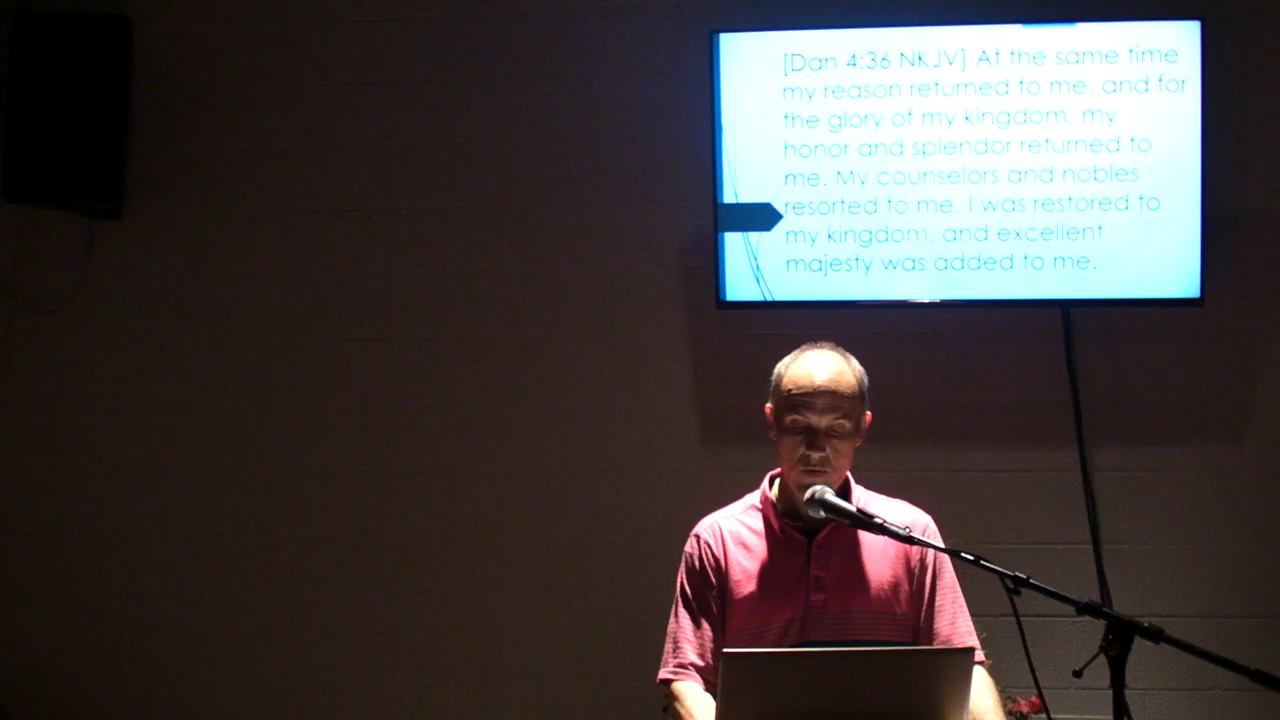 [Dan 4:36 NKJV] At the same time
my reason returned to me, and for
the glory of my kingdom, my
honor and splendor returned to
me. My counselors and nobles
resorted to me, I was restored to
my kingdom, and excellent
majesty was added to me.